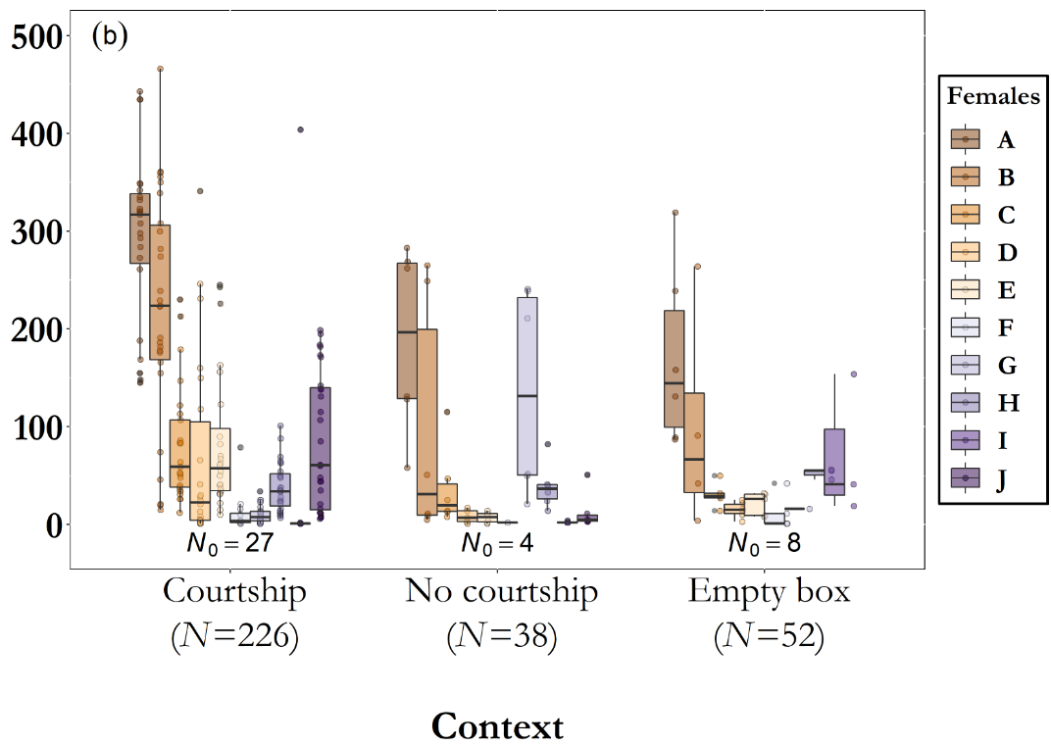 (b)
500
400
300
200
100
0
N₀ = 27
N₀ = 4
N₀ = 8
Courtship
(N=226)
No courtship
(N=38)
Empty box
(N=52)
Context
Females
A
B
C
D
E
F
G
H
I
J